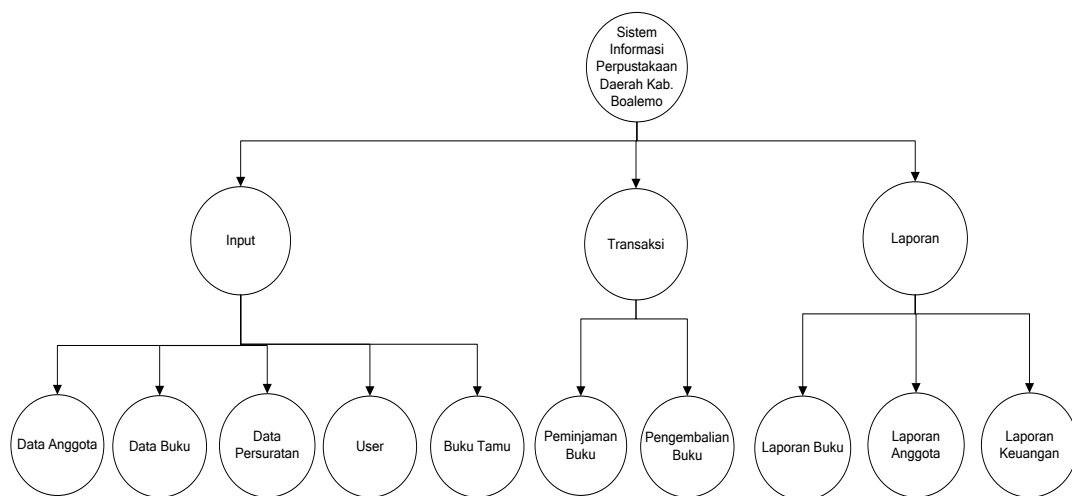 Sistem
Informasi
Perpustakaan
Daerah Kab.
Boalemo
Input
Transaksi
Laporan
Data Anggota
Data Buku
Data
Persuratan
User
Buku Tamu
Peminjaman
Buku
Pengembalian
Buku
Laporan Buku
Laporan
Anggota
Laporan
Keuangan